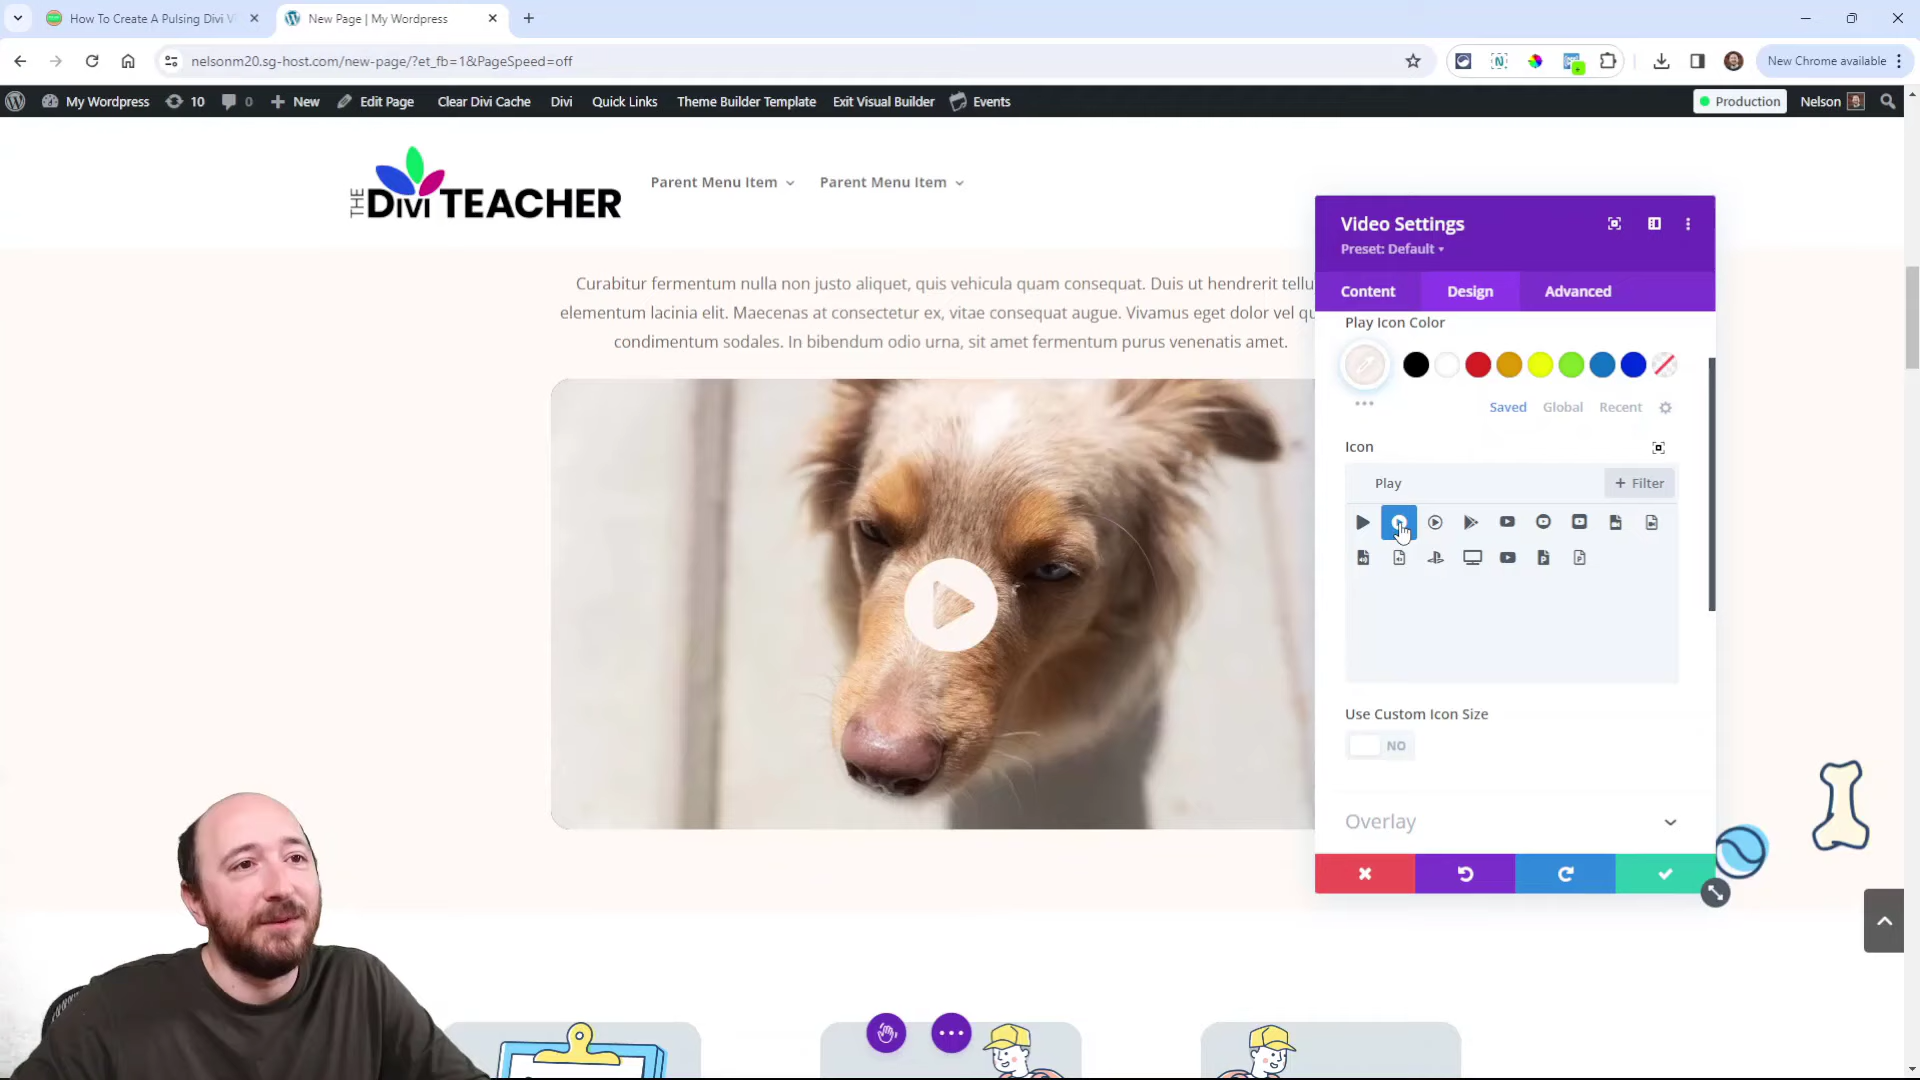 How To Create A Pulsing Divi V
New Page | My Wordpress
nelsonm20.sg-host.com/new-page/?et_fb=1&PageSpeed=off
New Chrome available
My Wordpress
10
0
New
Edit Page
Clear Divi Cache
Divi
Quick Links
Theme Builder Template
Exit Visual Builder
Events
Production
Nelson
THE DIVI TEACHER
Parent Menu Item
Parent Menu Item
Curabitur fermentum nulla non justo aliquet, quis vehicula quam consequat. Duis ut hendrerit tellu
elementum lacinia elit. Maecenas at consectetur ex, vitae consequat augue. Vivamus eget dolor vel qu
condimentum sodales. In bibendum odio urna, sit amet fermentum purus venenatis amet.
Video Settings
Preset: Default
Content
Design
Advanced
Play Icon Color
Saved
Global
Recent
Icon
Play
+ Filter
Use Custom Icon Size
NO
Overlay